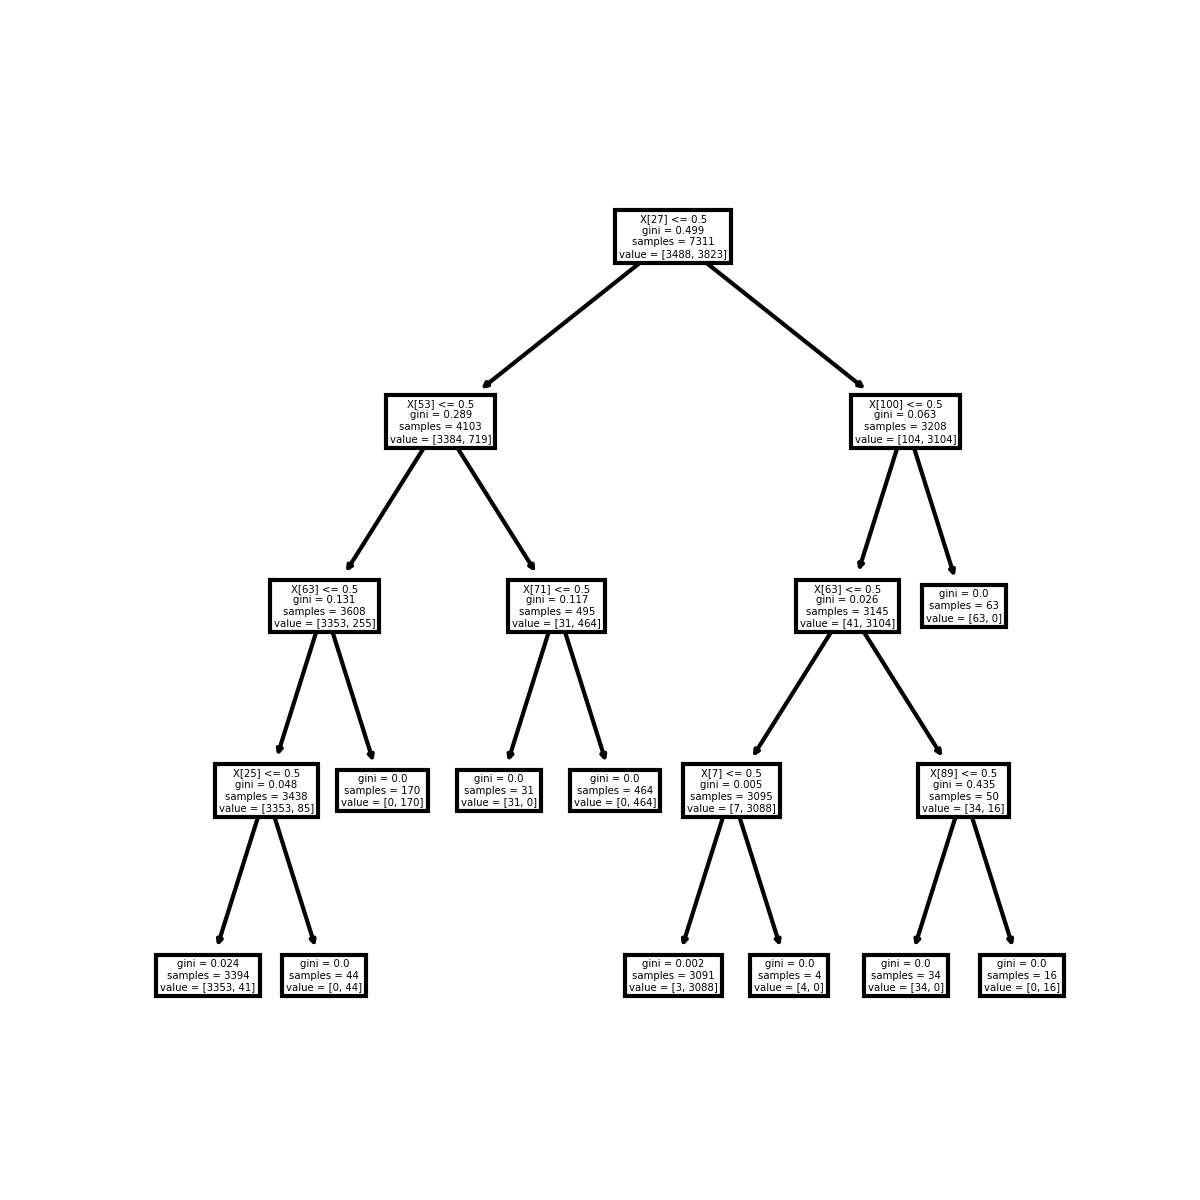 X[27] <= 0.5
gini = 0.499
samples = 7311
value = [3488, 3823]
X[53] <= 0.5
gini = 0.289
samples = 4103
value = [3384, 719]
X[100] <= 0.5
gini = 0.063
samples = 3208
value = [104, 3104]
X[63] <= 0.5
gini = 0.131
samples = 3608
value = [3353, 255]
X[71] <= 0.5
gini = 0.117
samples = 495
value = [31, 464]
X[63] <= 0.5
gini = 0.026
samples = 3145
value = [41, 3104]
gini = 0.0
samples = 63
value = [63, 0]
X[25] <= 0.5
gini = 0.048
samples = 3438
value = [3353, 85]
gini = 0.0
samples = 170
value = [0, 170]
gini = 0.0
samples = 31
value = [31, 0]
gini = 0.0
samples = 464
value = [0, 464]
X[7] <= 0.5
gini = 0.005
samples = 3095
value = [7, 3088]
X[89] <= 0.5
gini = 0.435
samples = 50
value = [34, 16]
gini = 0.024
samples = 3394
value = [3353, 41]
gini = 0.0
samples = 44
value = [0, 44]
gini = 0.002
samples = 3091
value = [3, 3088]
gini = 0.0
samples = 4
value = [4, 0]
gini = 0.0
samples = 34
value = [34, 0]
gini = 0.0
samples = 16
value = [0, 16]